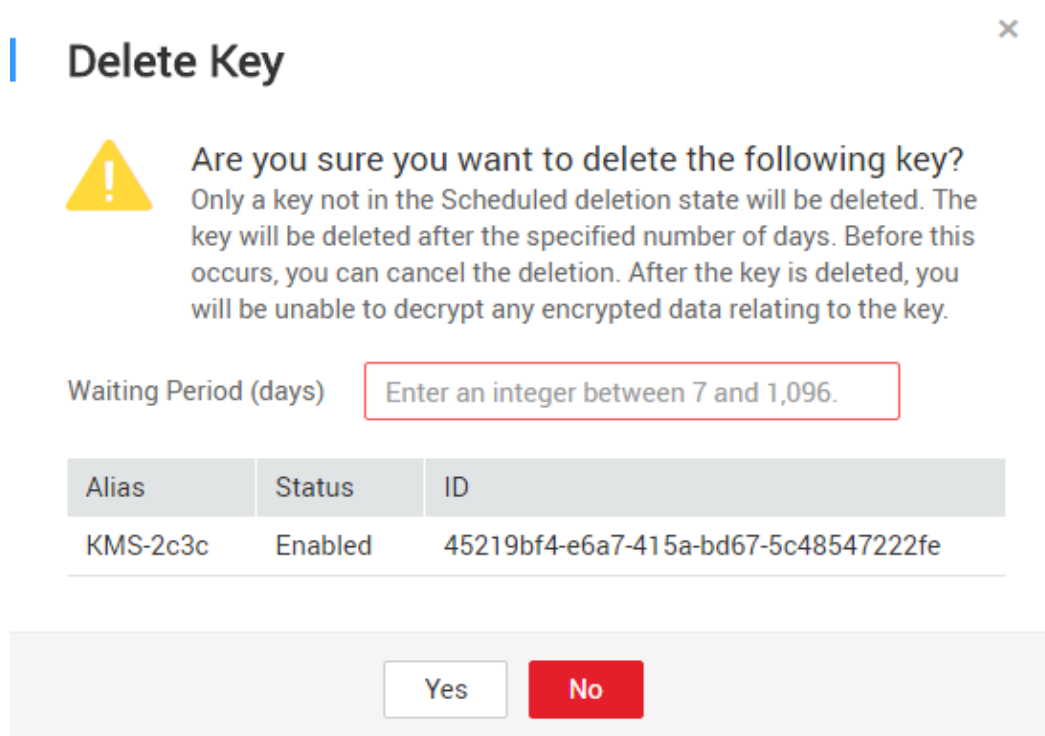 ×
Delete Key
Are you sure you want to delete the following key?
Only a key not in the Scheduled deletion state will be deleted. The
key will be deleted after the specified number of days. Before this
occurs, you can cancel the deletion. After the key is deleted, you
will be unable to decrypt any encrypted data relating to the key.
Waiting Period (days) Enter an integer between 7 and 1,096.
Alias Status ID
KMS-2c3c Enabled 45219bf4-e6a7-415a-bd67-5c48547222fe
Yes No